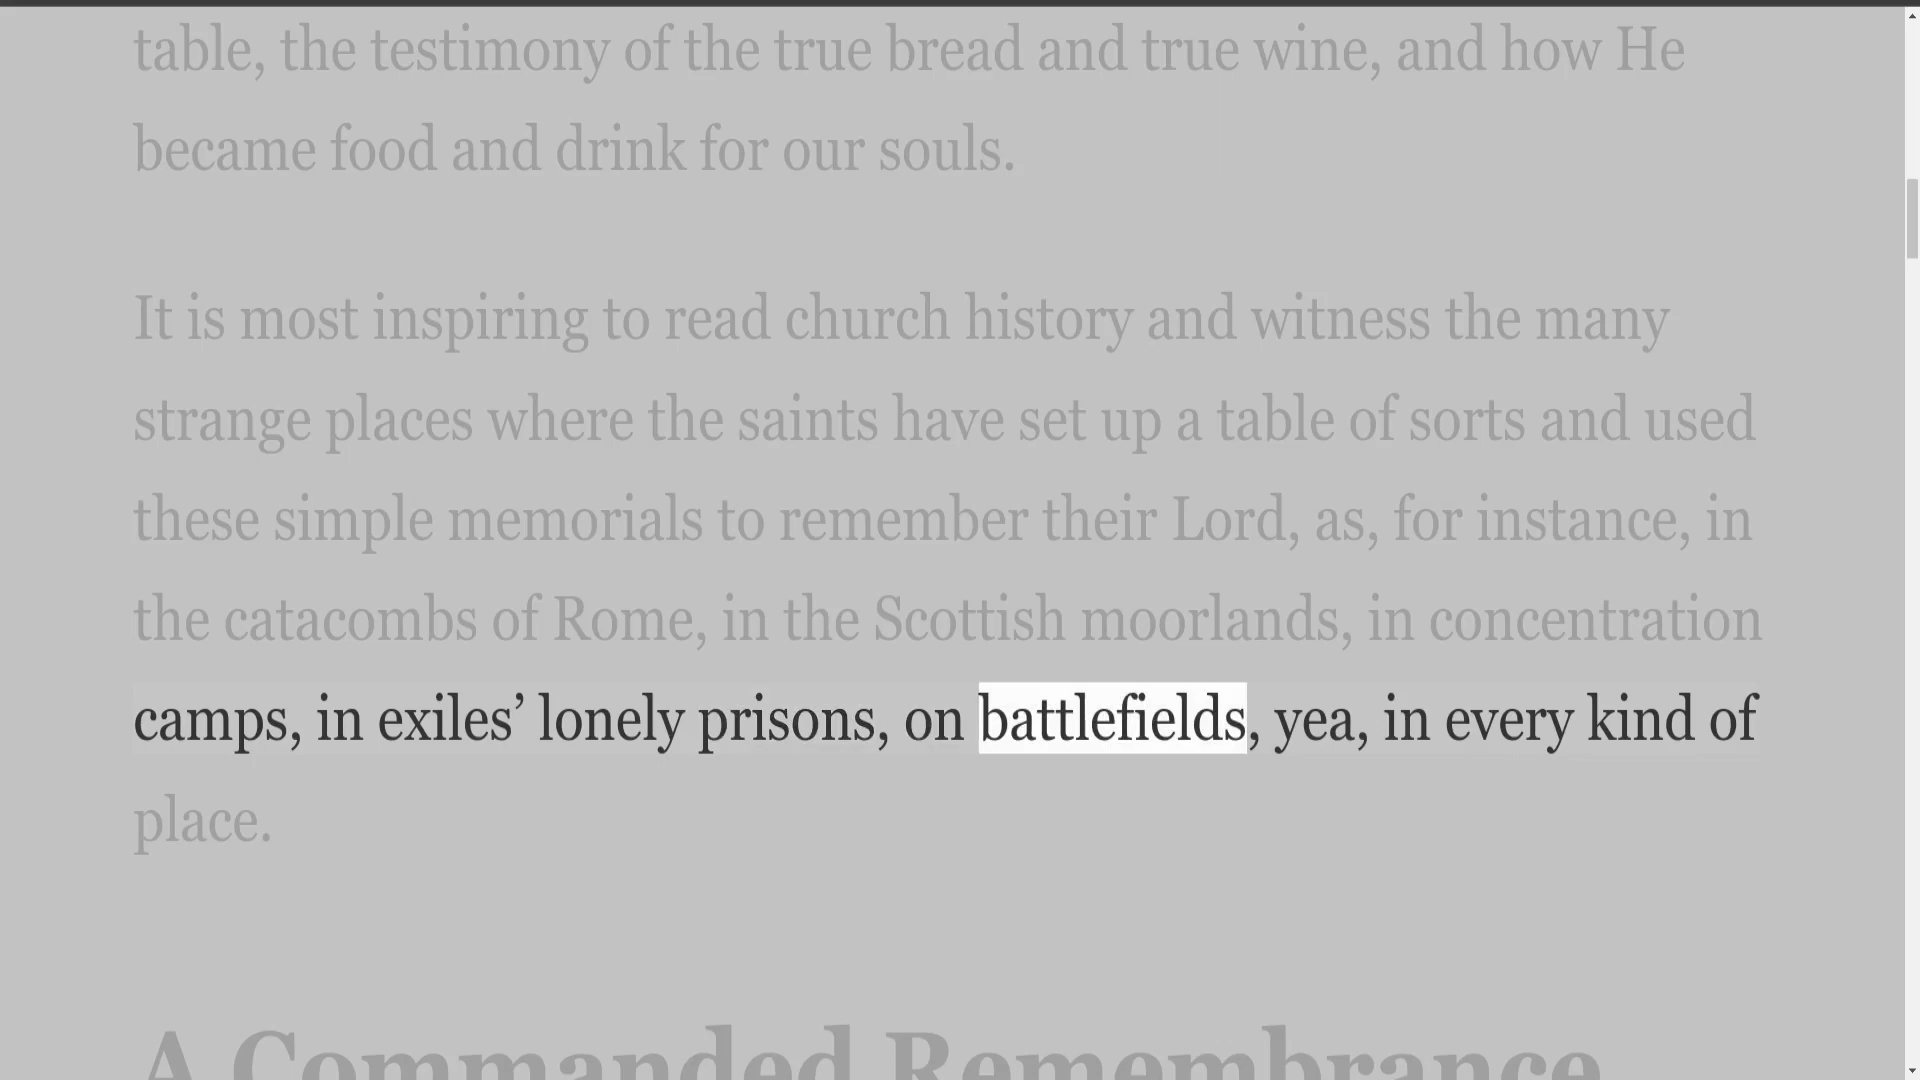 table, the testimony of the true bread and true wine, and how He
became food and drink for our souls.
It is most inspiring to read church history and witness the many
strange places where the saints have set up a table of sorts and used
these simple memorials to remember their Lord, as, for instance, in
the catacombs of Rome, in the Scottish moorlands, in concentration
camps, in exiles’ lonely prisons, on battlefields, yea, in every kind of
place.
A Commanded Remembrance